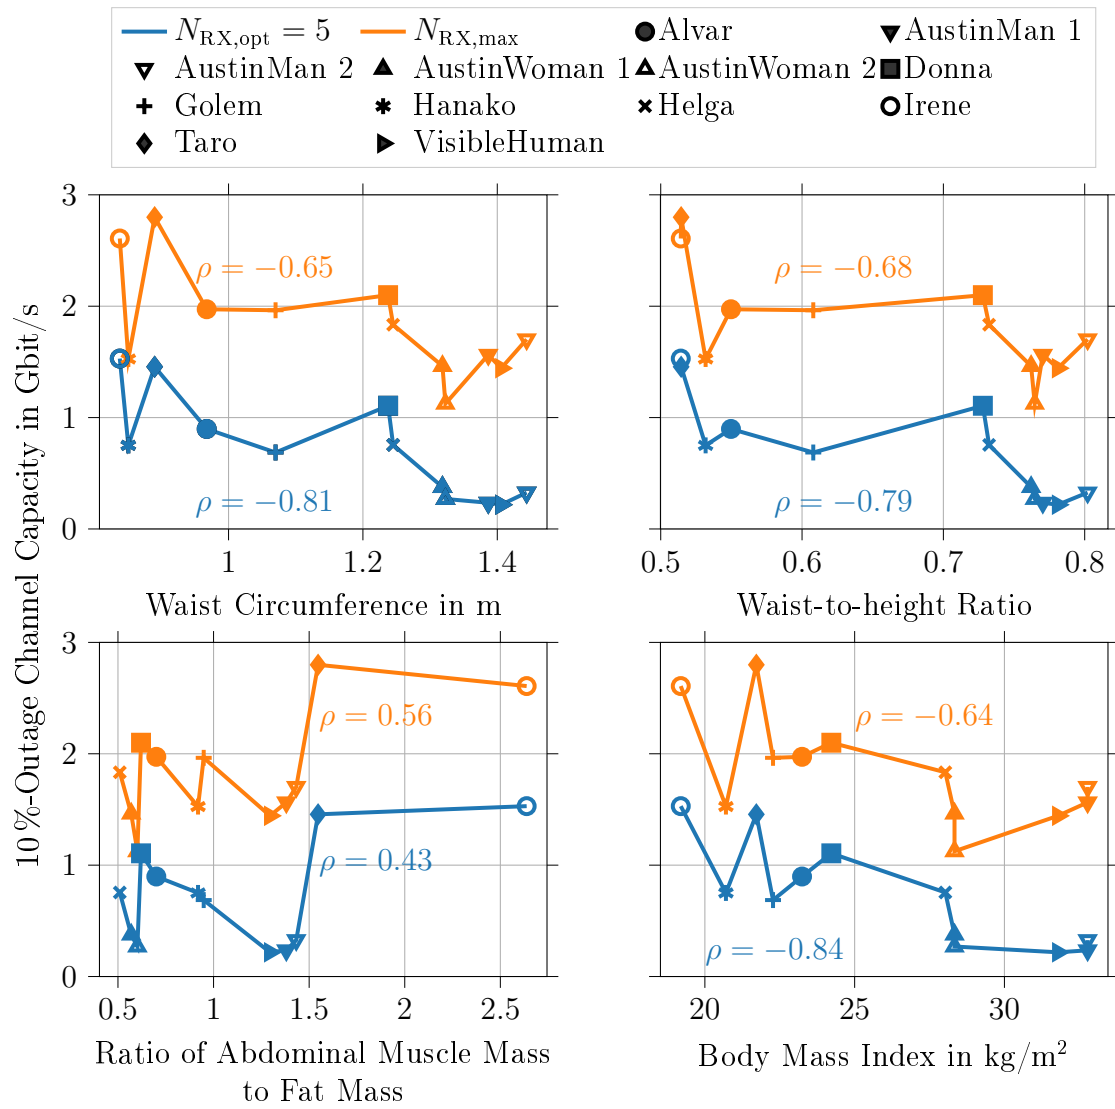 N_RX,opt = 5 N_RX,max Alvar AustinMan 1
AustinMan 2 AustinWoman 1 AustinWoman 2 Donna
Golem Hanako Helga Irene
Taro VisibleHuman
10%-Outage Channel Capacity in Gbit/s
3
2
1
0
ρ = −0.65
ρ = −0.81
1 1.2 1.4
Waist Circumference in m
ρ = −0.68
ρ = −0.79
0.5 0.6 0.7 0.8
Waist-to-height Ratio
3
2
1
0
ρ = 0.56
ρ = 0.43
0.5 1 1.5 2 2.5
Ratio of Abdominal Muscle Mass
to Fat Mass
ρ = −0.64
ρ = −0.84
20 25 30
Body Mass Index in kg/m²